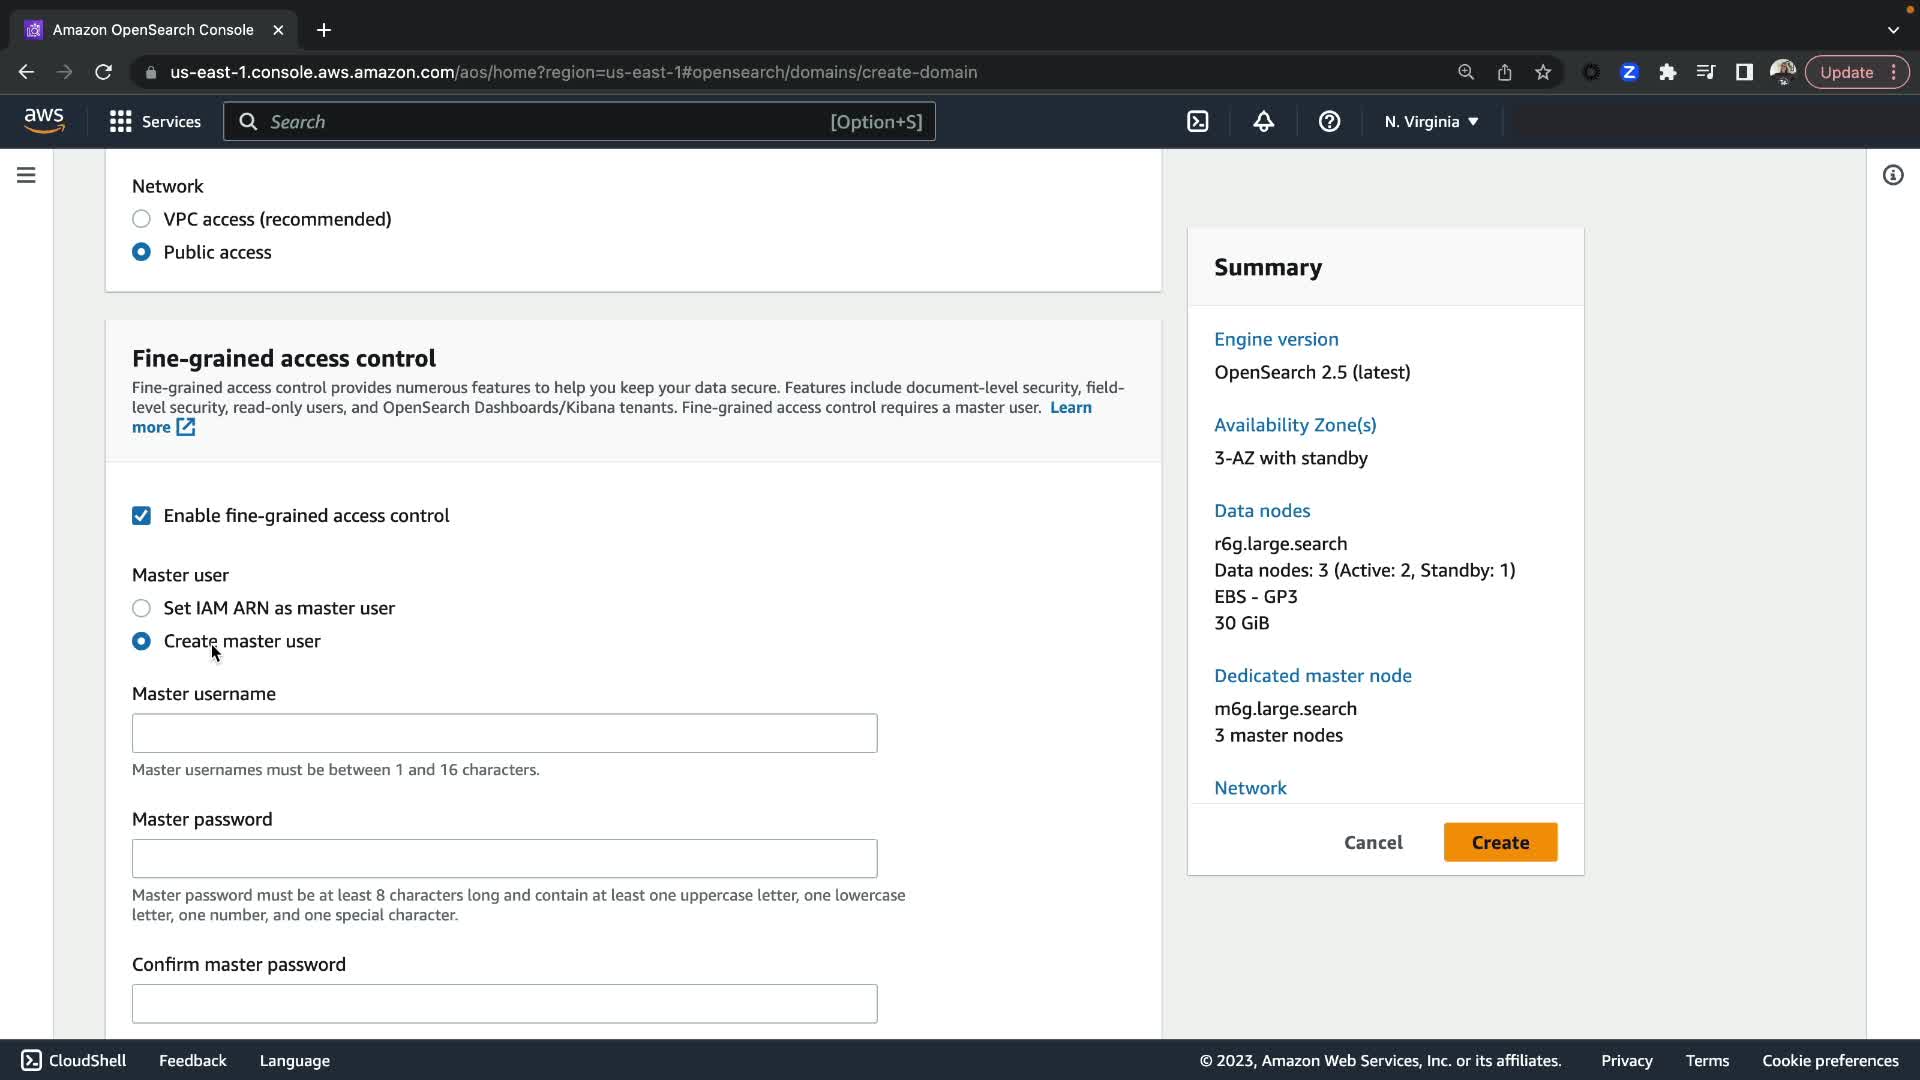 Amazon OpenSearch Console
us-east-1.console.aws.amazon.com/aos/home?region=us-east-1#opensearch/domains/create-domain
Z
Update
aws
Services
Search
[Option+S]
N. Virginia
Network
VPC access (recommended)
Public access
Fine-grained access control
Fine-grained access control provides numerous features to help you keep your data secure. Features include document-level security, field-
level security, read-only users, and OpenSearch Dashboards/Kibana tenants. Fine-grained access control requires a master user. Learn
more
Enable fine-grained access control
Master user
Set IAM ARN as master user
Create master user
Master username
Master usernames must be between 1 and 16 characters.
Master password
Master password must be at least 8 characters long and contain at least one uppercase letter, one lowercase
letter, one number, and one special character.
Confirm master password
Summary
Engine version
OpenSearch 2.5 (latest)
Availability Zone(s)
3-AZ with standby
Data nodes
r6g.large.search
Data nodes: 3 (Active: 2, Standby: 1)
EBS - GP3
30 GiB
Dedicated master node
m6g.large.search
3 master nodes
Network
Cancel
Create
CloudShell
Feedback
Language
© 2023, Amazon Web Services, Inc. or its affiliates.
Privacy
Terms
Cookie preferences